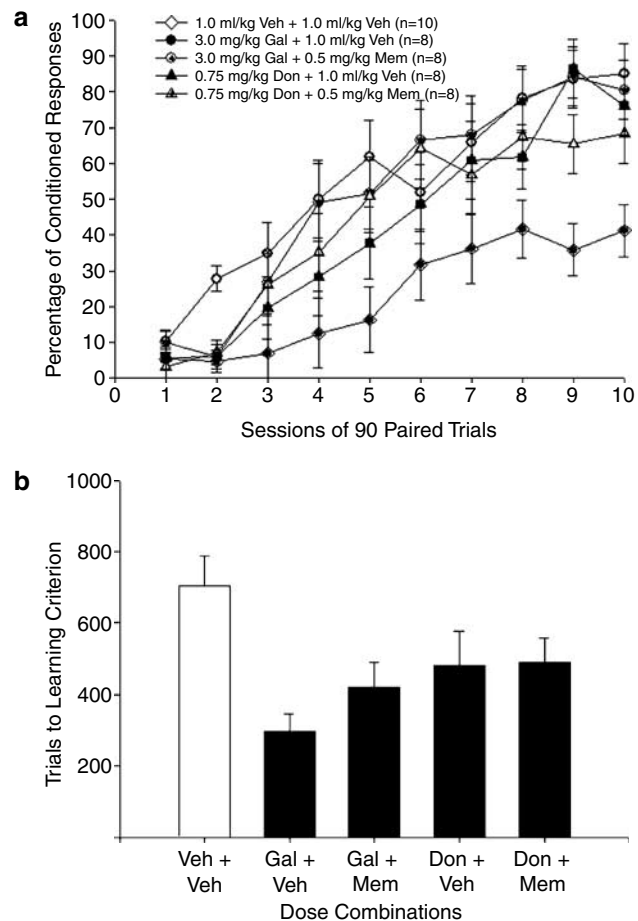 a
1.0 ml/kg Veh + 1.0 ml/kg Veh (n=10)
3.0 mg/kg Gal + 1.0 ml/kg Veh (n=8)
3.0 mg/kg Gal + 0.5 mg/kg Mem (n=8)
0.75 mg/kg Don + 1.0 ml/kg Veh (n=8)
0.75 mg/kg Don + 0.5 mg/kg Mem (n=8)
Percentage of Conditioned Responses
100
90
80
70
60
50
40
30
20
10
0
0 1 2 3 4 5 6 7 8 9 10
Sessions of 90 Paired Trials
b
Trials to Learning Criterion
1000
800
600
400
200
Veh + Gal + Gal + Don + Don +
Veh Veh Mem Veh Mem
Dose Combinations